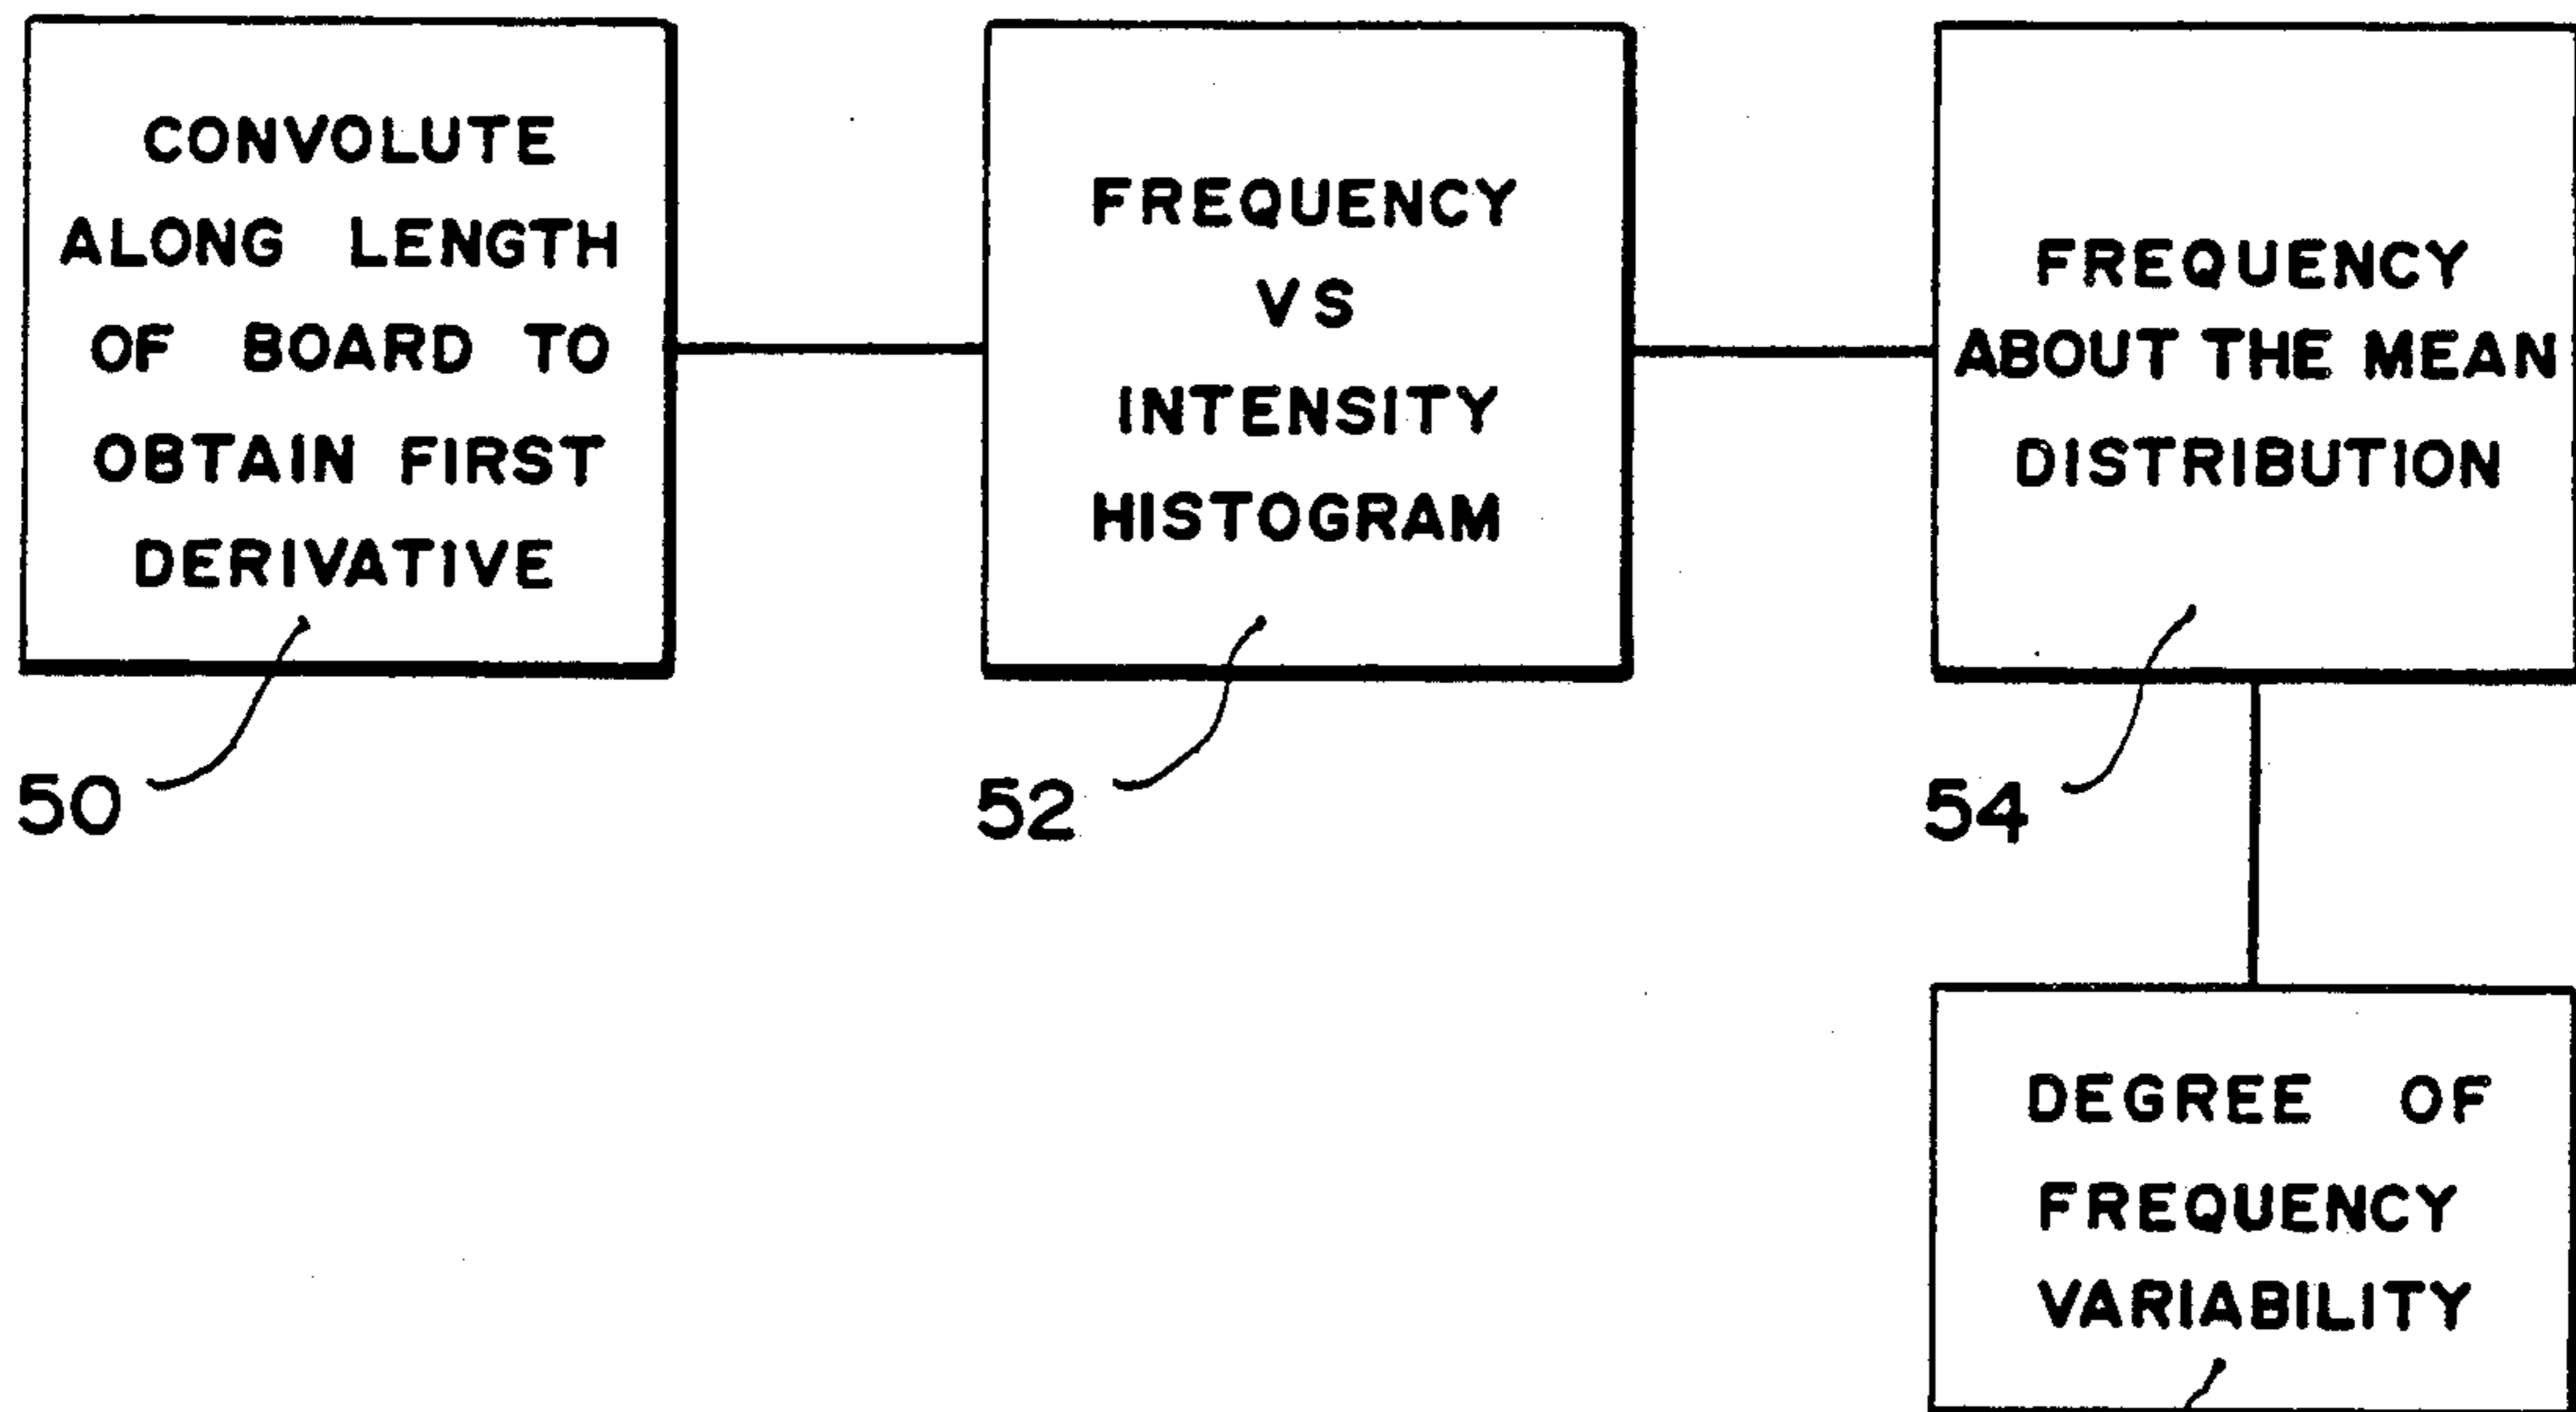 CONVOLUTE
ALONG LENGTH
OF BOARD TO
OBTAIN FIRST
DERIVATIVE
50
FREQUENCY
VS
INTENSITY
HISTOGRAM
52
FREQUENCY
ABOUT THE MEAN
DISTRIBUTION
54
DEGREE OF
FREQUENCY
VARIABILITY